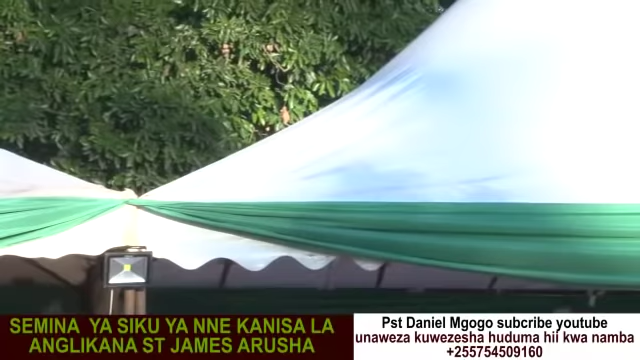 SEMINA YA SIKU YA NNE KANISA LA
ANGLIKANA ST JAMES ARUSHA
Pst Daniel Mgogo subcribe youtube
unaweza kuwezesha huduma hii kwa namba
+255754509160